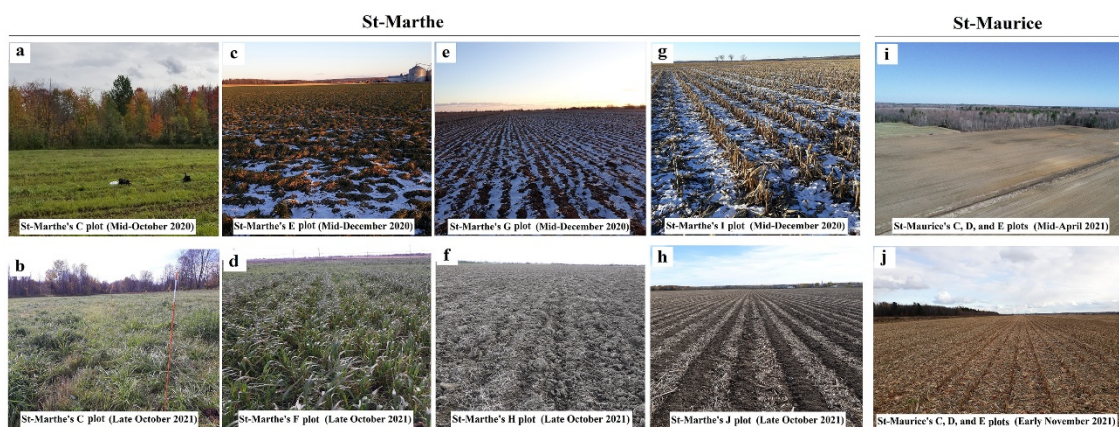 St-Marthe
St-Maurice
a
c
e
g
i
St-Marthe's C plot (Mid-October 2020)
St-Marthe's E plot (Mid-December 2020)
St-Marthe's G plot (Mid-December 2020)
St-Marthe's I plot (Mid-December 2020)
St-Maurice's C, D, and E plots (Mid-April 2021)
b
d
f
h
j
St-Marthe's C plot (Late October 2021)
St-Marthe's F plot (Late October 2021)
St-Marthe's H plot (Late October 2021)
St-Marthe's J plot (Late October 2021)
St-Maurice's C, D, and E plots (Early November 2021)